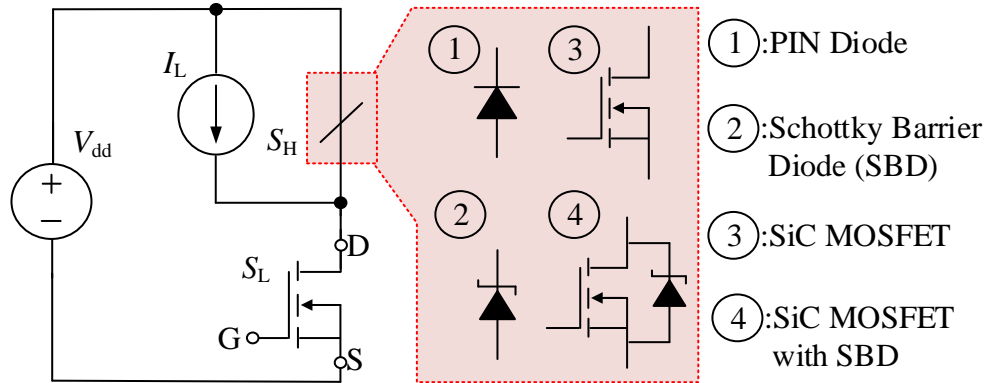 I_L
S_H
V_dd
+
−
D
S_L
G
S
1
3
2
4
1:PIN Diode
2:Schottky Barrier
Diode (SBD)
3:SiC MOSFET
4:SiC MOSFET
with SBD